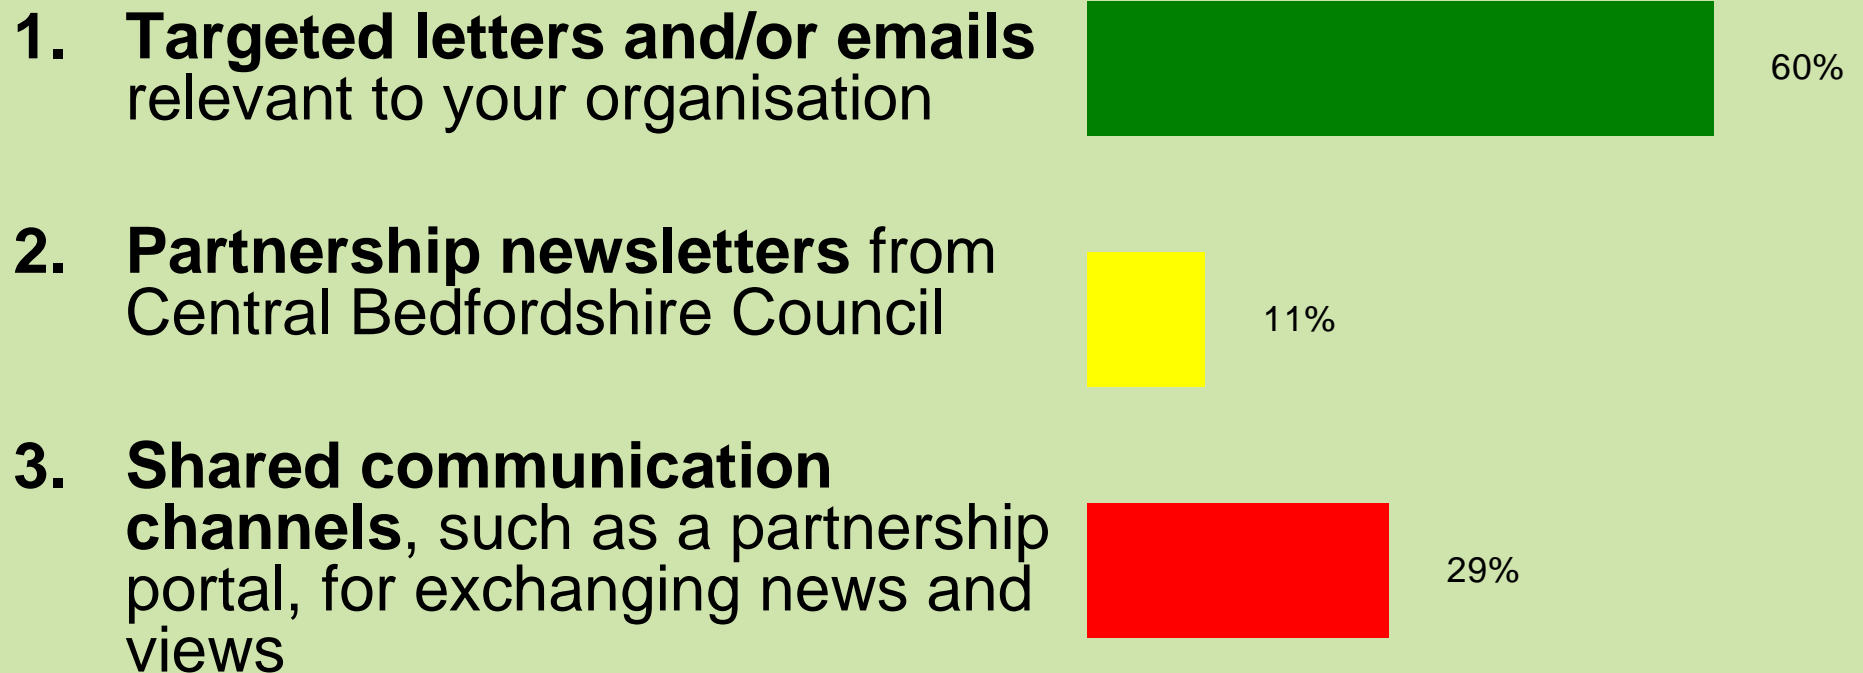 1. Targeted letters and/or emails
relevant to your organisation
60%
2. Partnership newsletters from
Central Bedfordshire Council
11%
3. Shared communication
channels, such as a partnership
portal, for exchanging news and
views
29%